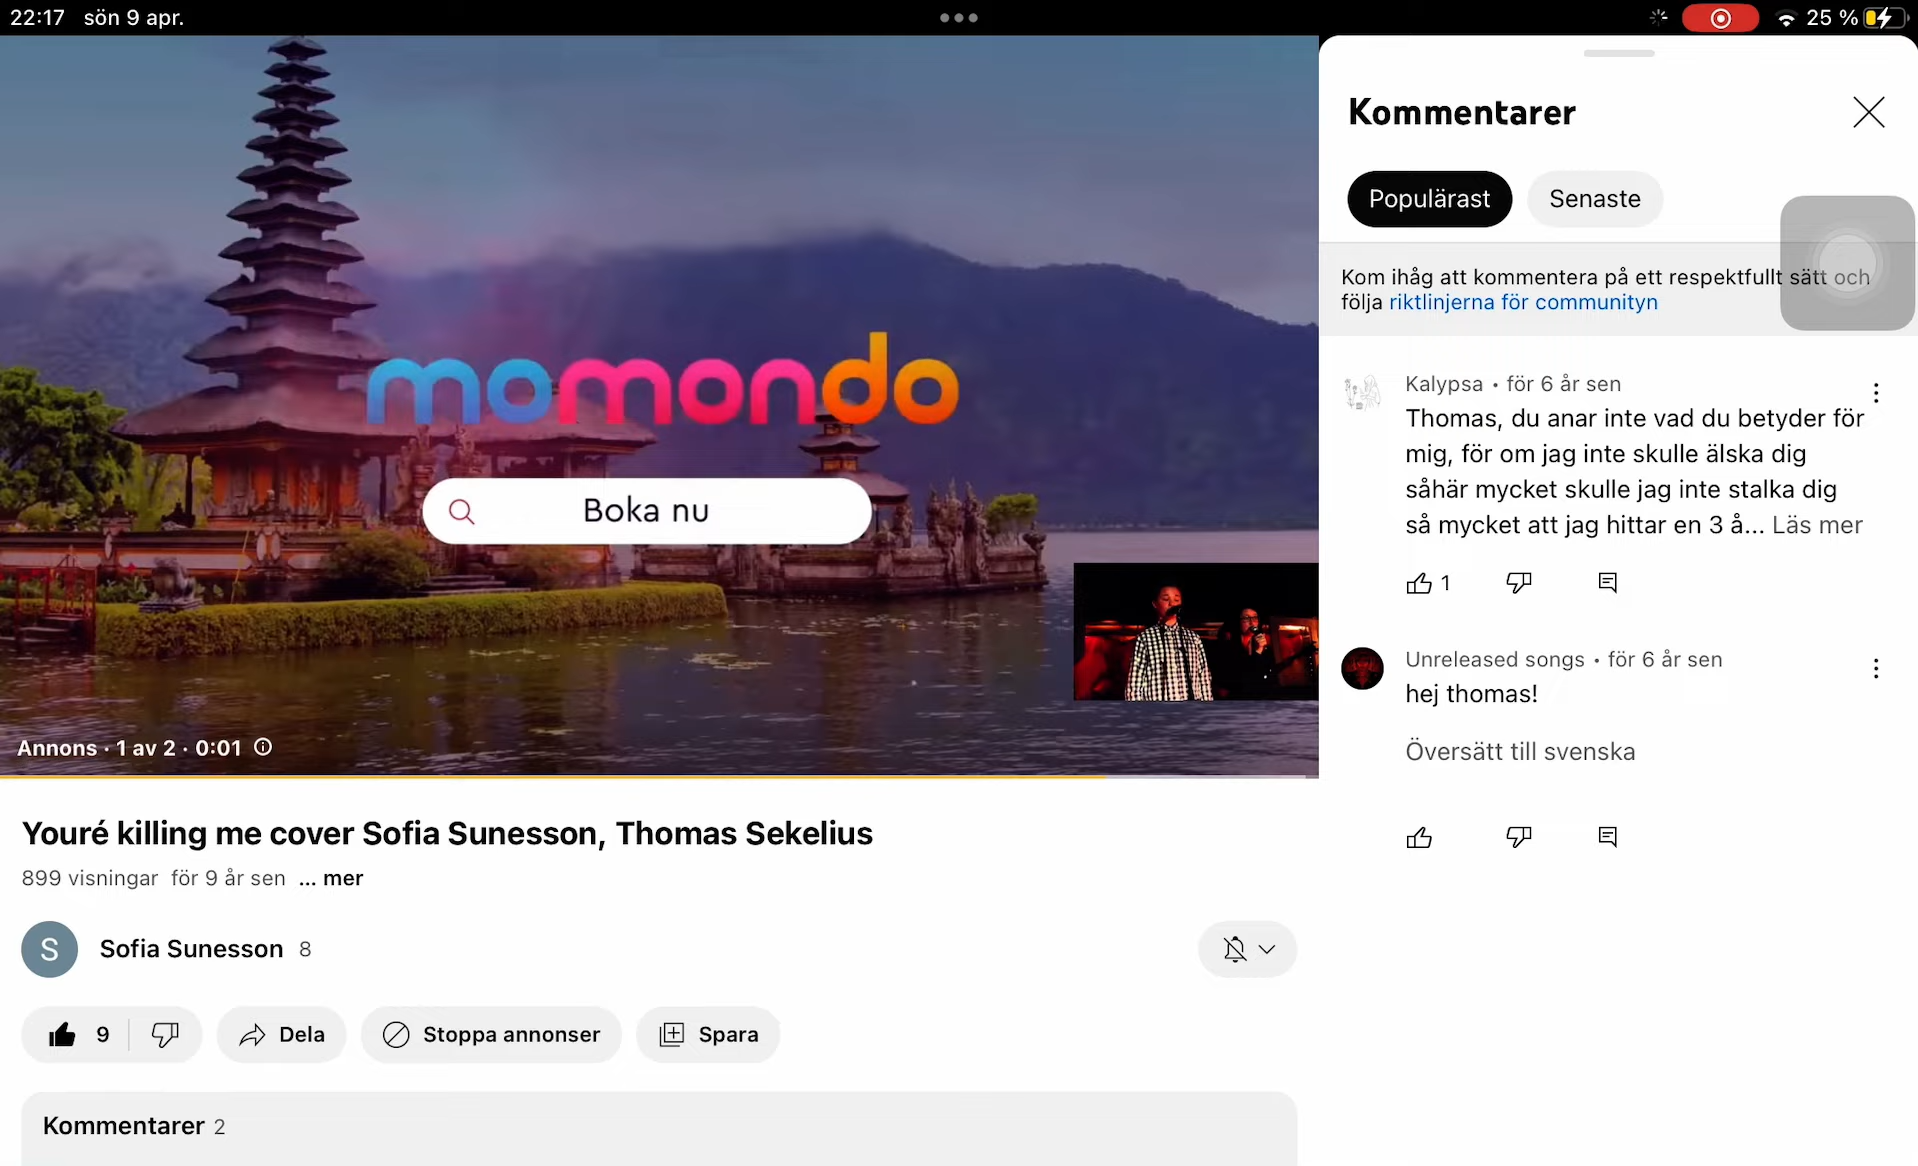 22:17 sön 9 apr.
25 %
momondo
Boka nu
Annons · 1 av 2 · 0:01
Youré killing me cover Sofia Sunesson, Thomas Sekelius
899 visningar för 9 år sen ... mer
S
Sofia Sunesson 8
9
Dela
Stoppa annonser
Spara
Kommentarer 2
Kommentarer
Populärast
Senaste
Kom ihåg att kommentera på ett respektfullt sätt och
följa riktlinjerna för communityn
Kalypsa • för 6 år sen
Thomas, du anar inte vad du betyder för
mig, för om jag inte skulle älska dig
såhär mycket skulle jag inte stalka dig
så mycket att jag hittar en 3 å... Läs mer
1
Unreleased songs • för 6 år sen
hej thomas!
Översätt till svenska